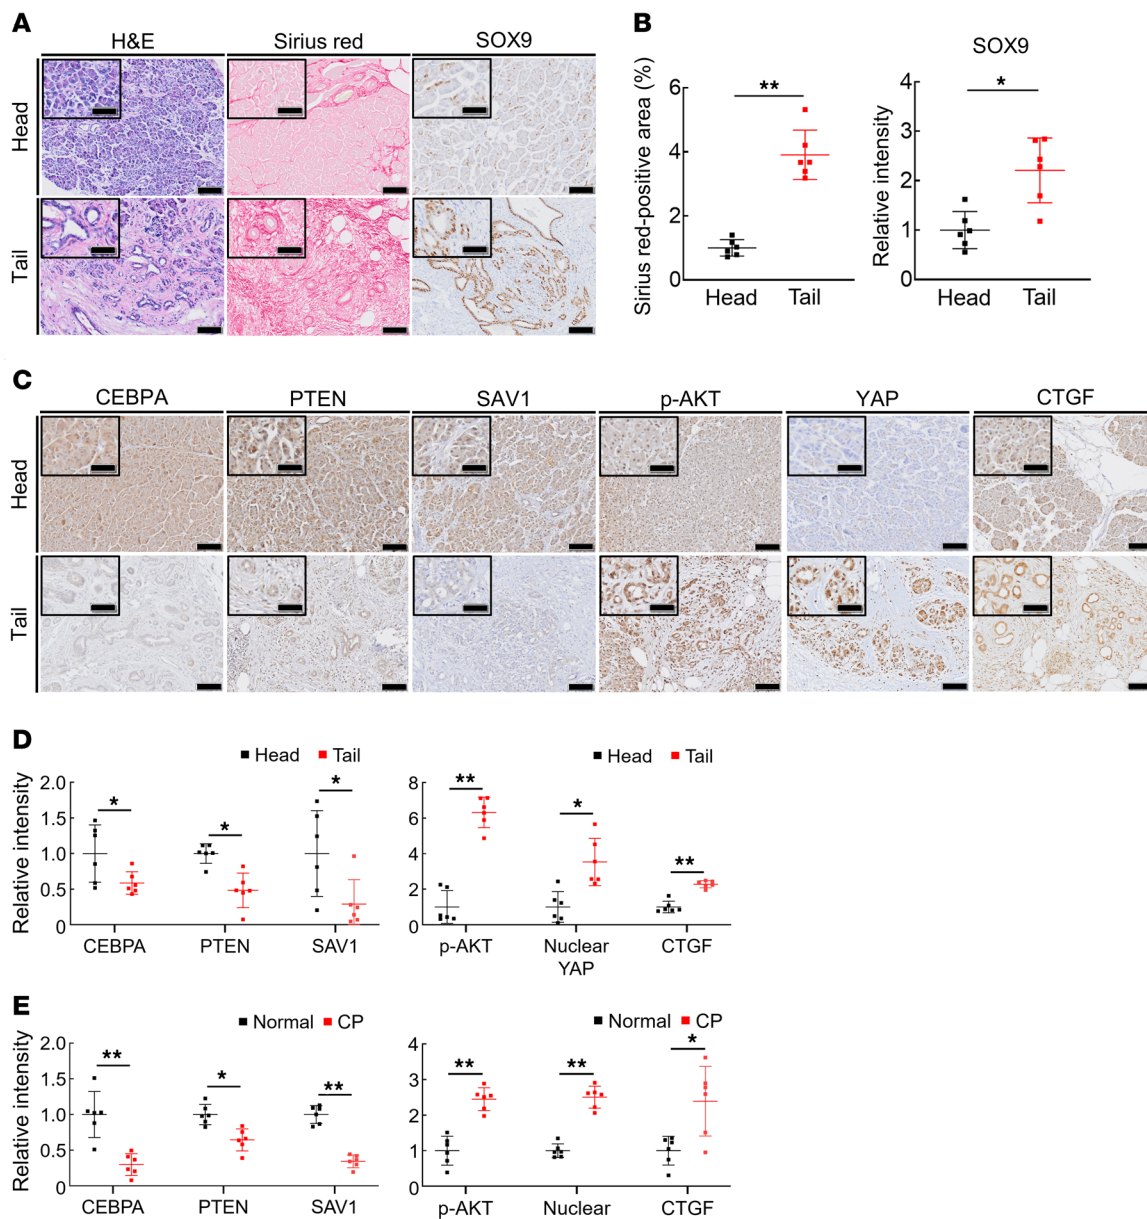 A
H&E Sirius red SOX9
Head
Tail
B
Sirius red-positive area (%)
6
4
2
0
**
Head Tail
SOX9
Relative intensity
4
3
2
1
0
*
Head Tail
C
CEBPA PTEN SAV1 p-AKT YAP CTGF
Head
Tail
D
Head Tail
Relative intensity
2.0
1.5
1.0
0.5
0
* * *
CEBPA PTEN SAV1
Head Tail
8
6
4
2
0
** * **
p-AKT Nuclear CTGF
YAP
E
Normal CP
Relative intensity
2.0
1.5
1.0
0.5
0
** * **
CEBPA PTEN SAV1
Normal CP
4
3
2
1
0
** ** *
p-AKT Nuclear CTGF